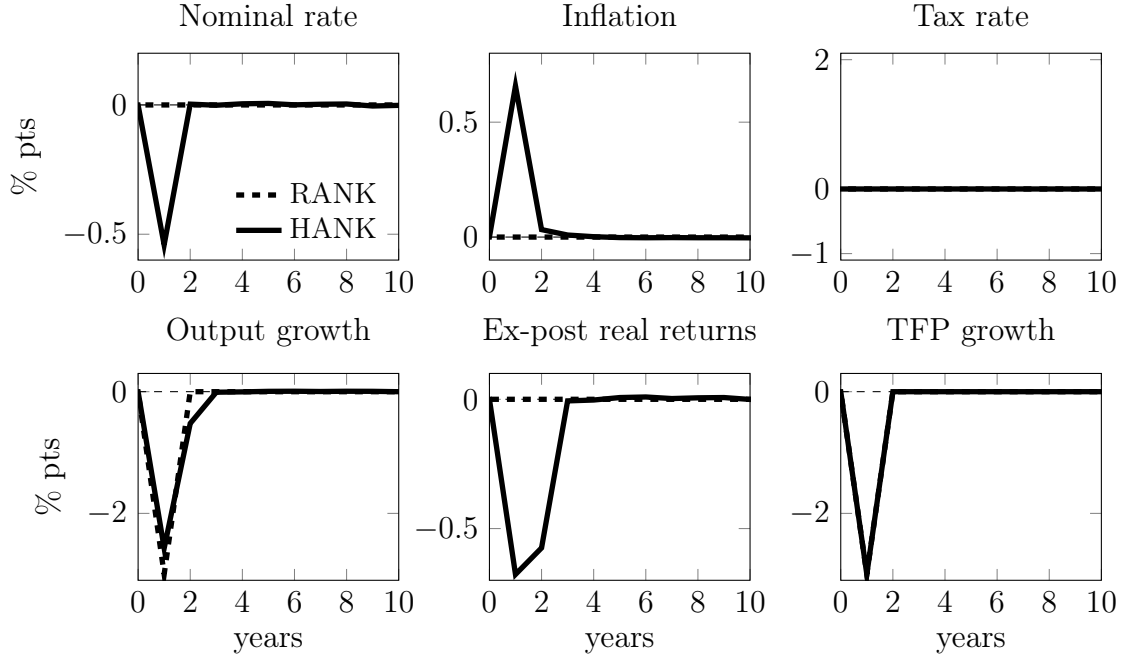 Nominal rate
Inflation
Tax rate
% pts
0
−0.5
RANK
HANK
0 2 4 6 8 10
0.5
0
0 2 4 6 8 10
2
0
−1
0 2 4 6 8 10
Output growth
Ex-post real returns
TFP growth
% pts
0
−2
0 2 4 6 8 10
years
0
−0.5
0 2 4 6 8 10
years
0
−2
0 2 4 6 8 10
years